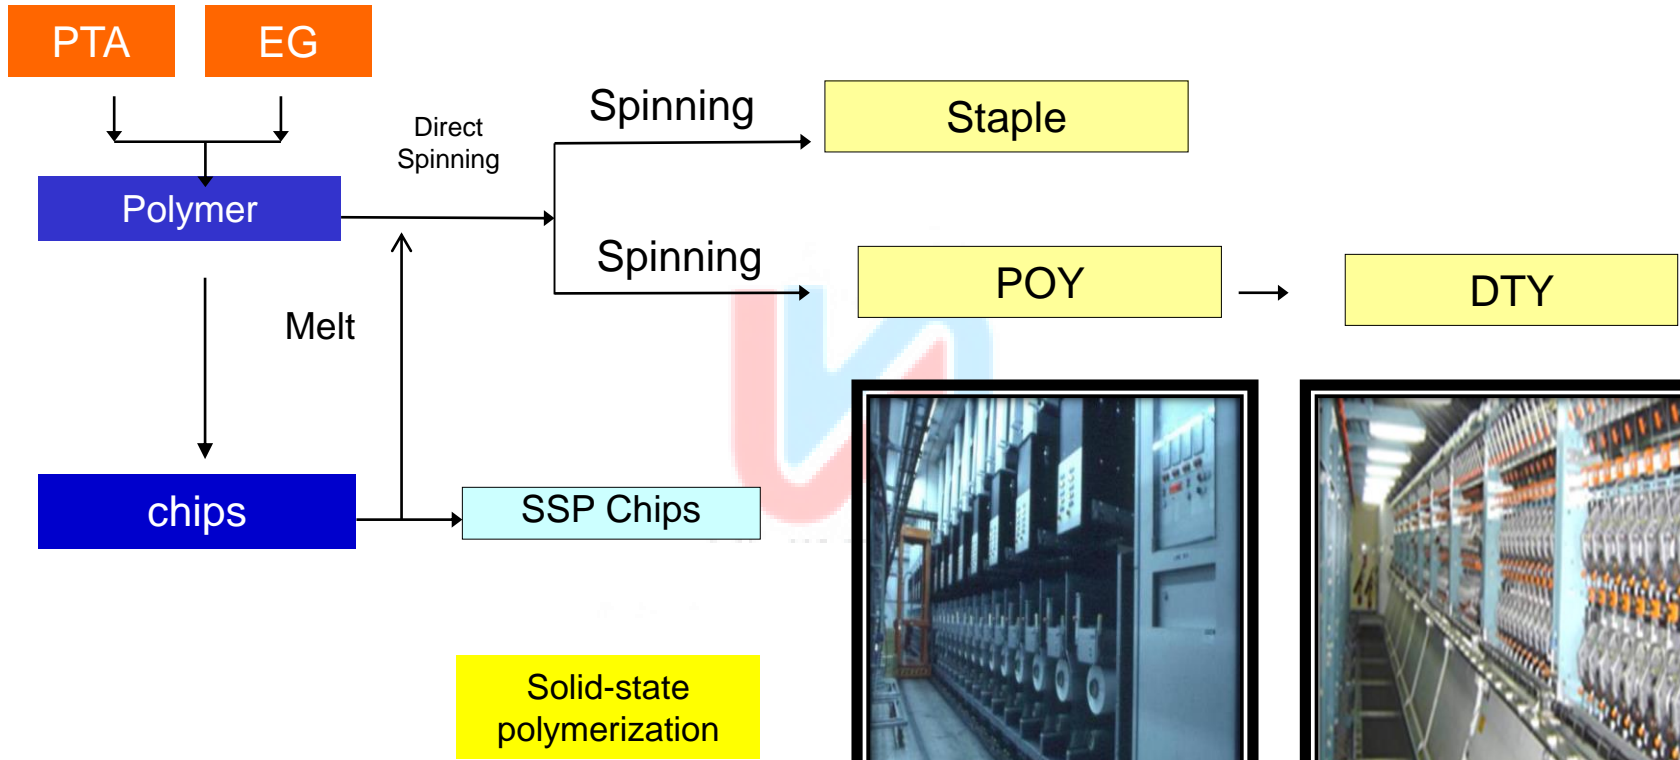 PTA
EG
Direct
Spinning
Spinning
Staple
Polymer
Spinning
POY
DTY
Melt
chips
SSP Chips
Solid-state
polymerization